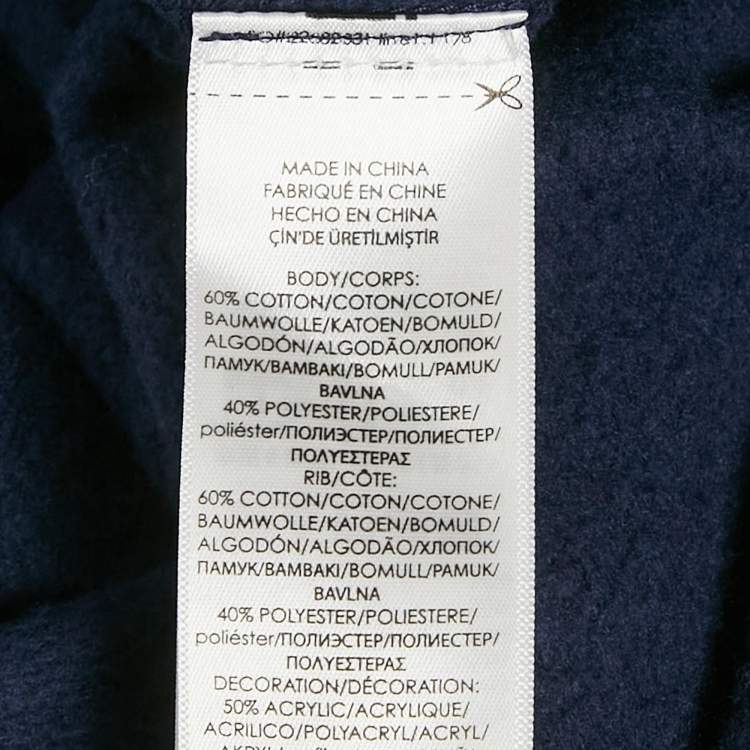 MADE IN CHINA
FABRIQUÉ EN CHINE
HECHO EN CHINA
ÇİN'DE ÜRETİLMİŞTİR
BODY/CORPS:
60% COTTON/COTON/COTONE/
BAUMWOLLE/KATOEN/BOMULD/
ALGODÓN/ALGODÃO/ХЛОПОК/
ПАМУК/ΒΑΜΒΑΚΙ/BOMULL/PAMUK/
BAVLNA
40% POLYESTER/POLIESTERE/
poliéster/ПОЛИЭСТЕР/ПОЛИЕСТЕР/
ΠΟΛΥΕΣΤΕΡΑΣ
RIB/CÔTE:
60% COTTON/COTON/COTONE/
BAUMWOLLE/KATOEN/BOMULD/
ALGODÓN/ALGODÃO/ХЛОПОК/
ПАМУК/ΒΑΜΒΑΚΙ/BOMULL/PAMUK/
BAVLNA
40% POLYESTER/POLIESTERE/
poliéster/ПОЛИЭСТЕР/ПОЛИЕСТЕР/
ΠΟΛΥΕΣΤΕΡΑΣ
DECORATION/DÉCORATION:
50% ACRYLIC/ACRYLIQUE/
ACRILICO/POLYACRYL/ACRYL/